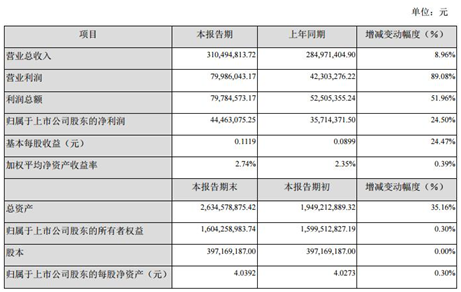 单位：元
项目 本报告期 上年同期 增减变动幅度（%）
营业总收入 310,494,813.72 284,971,404.90 8.96%
营业利润 79,986,043.17 42,303,276.22 89.08%
利润总额 79,784,573.17 52,505,355.24 51.96%
归属于上市公司股东的净利润 44,463,075.25 35,714,371.50 24.50%
基本每股收益（元） 0.1119 0.0899 24.47%
加权平均净资产收益率 2.74% 2.35% 0.39%
本报告期末 本报告期初 增减变动幅度（%）
总资产 2,634,578,875.42 1,949,212,889.32 35.16%
归属于上市公司股东的所有者权益 1,604,258,983.74 1,599,512,827.19 0.30%
股本 397,169,187.00 397,169,187.00 0.00%
归属于上市公司股东的每股净资产（元） 4.0392 4.0273 0.30%